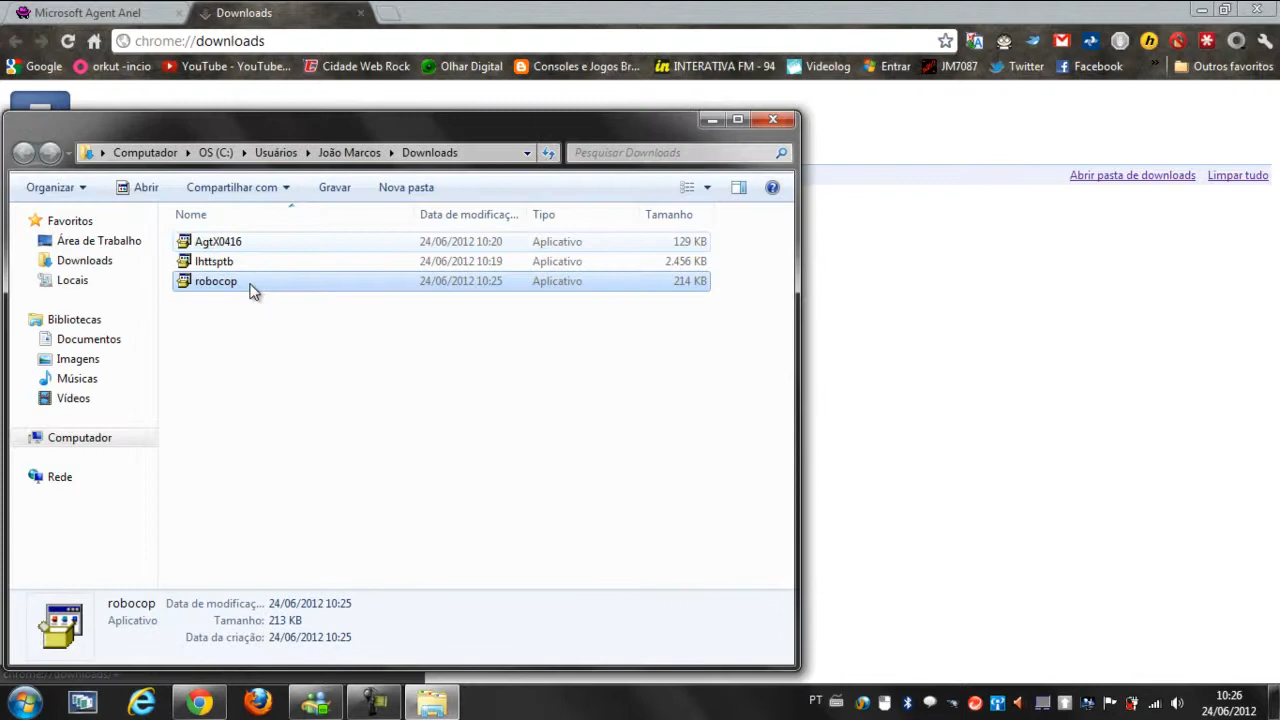 Microsoft Agent Anel
Downloads
chrome://downloads
Google
orkut -incio
YouTube - YouTube...
Cidade Web Rock
Olhar Digital
Consoles e Jogos Br...
INTERATIVA FM - 94
Videolog
Entrar
JM7087
Twitter
Facebook
Outros favoritos
Abrir pasta de downloads
Limpar tudo
Computador
OS (C:)
Usuários
João Marcos
Downloads
Pesquisar Downloads
Organizar
Abrir
Compartilhar com
Gravar
Nova pasta
Nome
Data de modificaç...
Tipo
Tamanho
AgtX0416 24/06/2012 10:20 Aplicativo 129 KB
lhttsptb 24/06/2012 10:19 Aplicativo 2.456 KB
robocop 24/06/2012 10:25 Aplicativo 214 KB
Favoritos
Área de Trabalho
Downloads
Locais
Bibliotecas
Documentos
Imagens
Músicas
Vídeos
Computador
Rede
robocop Data de modificaç... 24/06/2012 10:25
Aplicativo Tamanho: 213 KB
Data da criação: 24/06/2012 10:25
PT
10:26
24/06/2012